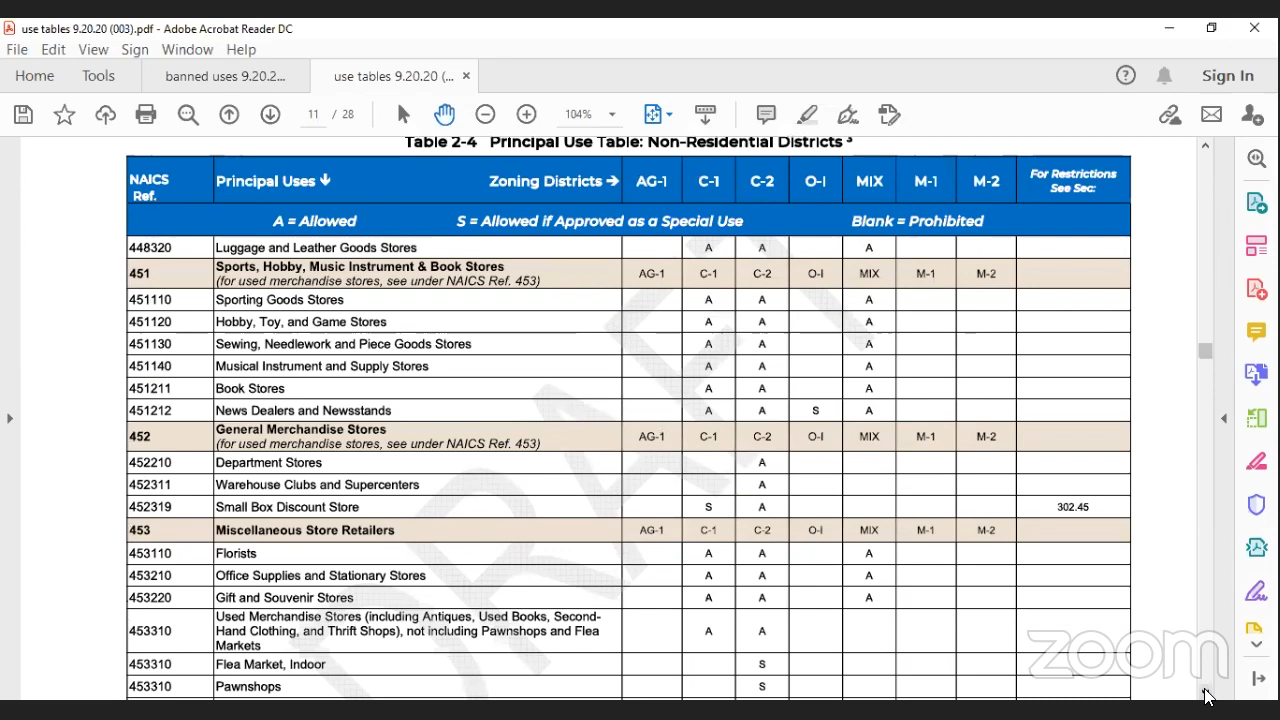 use tables 9.20.20 (003).pdf - Adobe Acrobat Reader DC
File Edit View Sign Window Help
Home Tools banned uses 9.20.2... use tables 9.20.20 (... × Sign In
11 / 28 104%
Table 2-4 Principal Use Table: Non-Residential Districts ³
NAICS Ref. Principal Uses ↓ Zoning Districts → AG-1 C-1 C-2 O-I MIX M-1 M-2 For Restrictions See Sec:
A = Allowed S = Allowed if Approved as a Special Use Blank = Prohibited
448320 Luggage and Leather Goods Stores A A A
451 Sports, Hobby, Music Instrument & Book Stores AG-1 C-1 C-2 O-I MIX M-1 M-2
(for used merchandise stores, see under NAICS Ref. 453)
451110 Sporting Goods Stores A A A
451120 Hobby, Toy, and Game Stores A A A
451130 Sewing, Needlework and Piece Goods Stores A A A
451140 Musical Instrument and Supply Stores A A A
451211 Book Stores A A A
451212 News Dealers and Newsstands A A S A
452 General Merchandise Stores AG-1 C-1 C-2 O-I MIX M-1 M-2
(for used merchandise stores, see under NAICS Ref. 453)
452210 Department Stores A
452311 Warehouse Clubs and Supercenters A
452319 Small Box Discount Store S A 302.45
453 Miscellaneous Store Retailers AG-1 C-1 C-2 O-I MIX M-1 M-2
453110 Florists A A A
453210 Office Supplies and Stationary Stores A A A
453220 Gift and Souvenir Stores A A A
453310 Used Merchandise Stores (including Antiques, Used Books, Second-
Hand Clothing, and Thrift Shops), not including Pawnshops and Flea
Markets A A
453310 Flea Market, Indoor S
453310 Pawnshops S
DRAFT
zoom